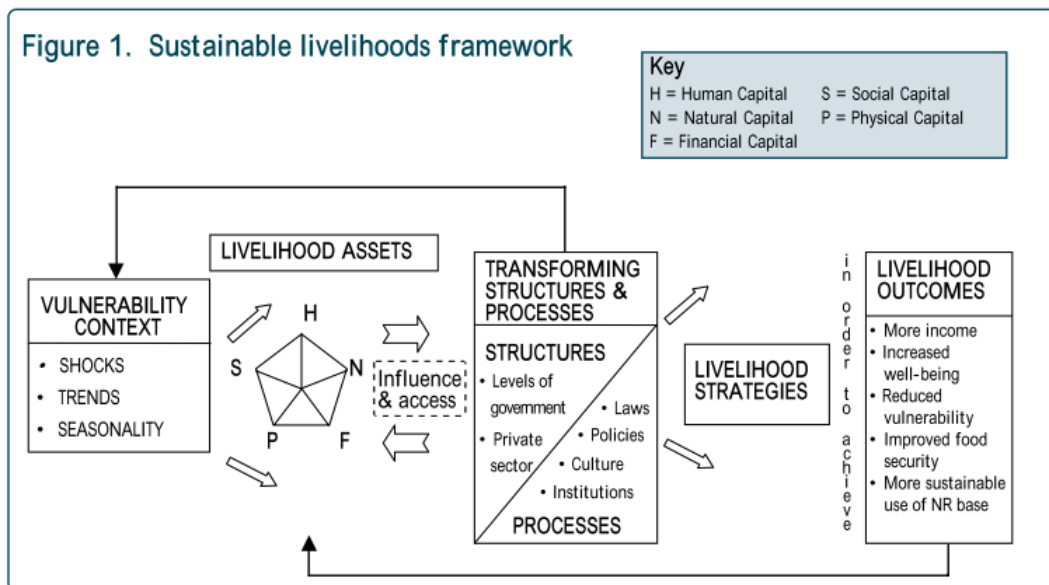 Figure 1. Sustainable livelihoods framework
Key
H = Human Capital S = Social Capital
N = Natural Capital P = Physical Capital
F = Financial Capital
LIVELIHOOD ASSETS
VULNERABILITY
CONTEXT
• SHOCKS
• TRENDS
• SEASONALITY
H
S
N
P
F
Influence
& access
TRANSFORMING
STRUCTURES &
PROCESSES
STRUCTURES
• Levels of
government
• Private
sector
• Laws
• Policies
• Culture
• Institutions
PROCESSES
LIVELIHOOD
STRATEGIES
in order to achieve
LIVELIHOOD
OUTCOMES
• More income
• Increased
well-being
• Reduced
vulnerability
• Improved food
security
• More sustainable
use of NR base